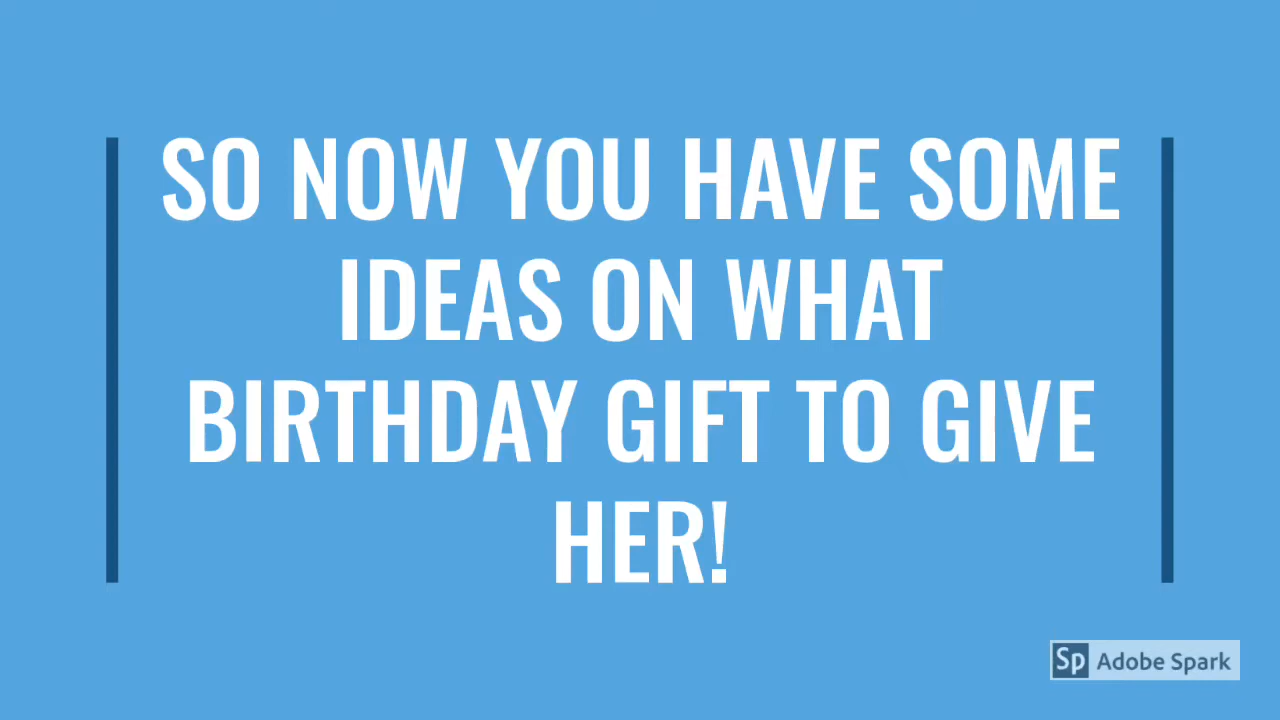 SO NOW YOU HAVE SOME
IDEAS ON WHAT
BIRTHDAY GIFT TO GIVE
HER!
Sp Adobe Spark